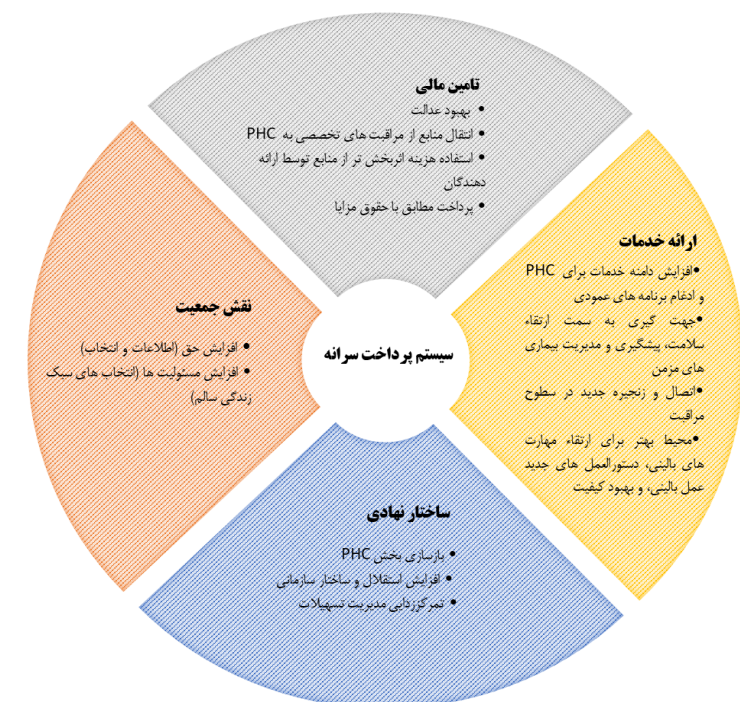 تامین مالی
• بهبود عدالت
• انتقال منابع از مراقبت های تخصصی به PHC
• استفاده هزینه اثربخش تر از منابع توسط ارائه
دهندگان
• پرداخت مطابق با حقوق مزایا
ارائه خدمات
•افزایش دامنه خدمات برای PHC
و ادغام برنامه های عمودی
•جهت گیری به سمت ارتقاء
سلامت، پیشگیری و مدیریت بیماری
های مزمن
•اتصال و زنجیره جدید در سطوح
مراقبت
•محیط بهتر برای ارتقاء مهارت
های بالینی، دستورالعمل های جدید
عمل بالینی، و بهبود کیفیت
سیستم پرداخت سرانه
نقش جمعیت
• افزایش حق (اطلاعات و انتخاب)
• افزایش مسئولیت ها (انتخاب های سبک
زندگی سالم)
ساختار نهادی
• بازسازی بخش PHC
• افزایش استقلال و ساختار سازمانی
• تمرکززدایی مدیریت تسهیلات